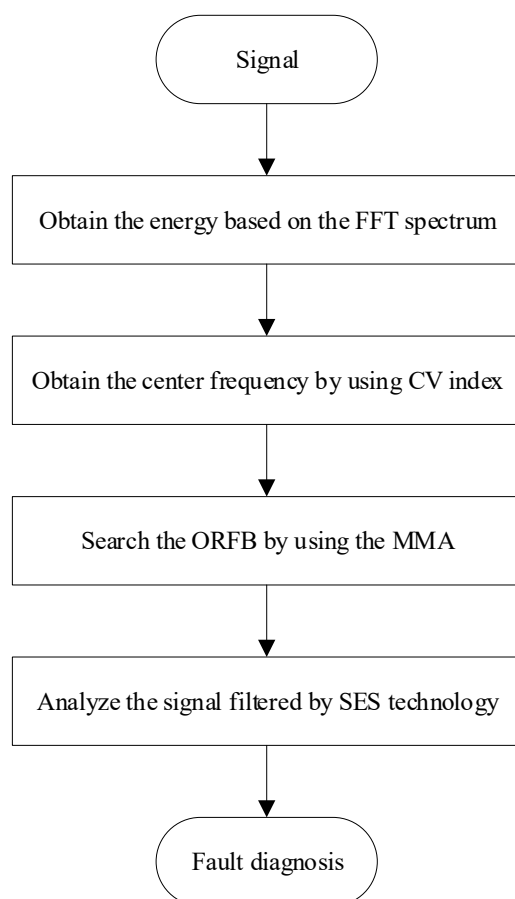 Signal
Obtain the energy based on the FFT spectrum
Obtain the center frequency by using CV index
Search the ORFB by using the MMA
Analyze the signal filtered by SES technology
Fault diagnosis